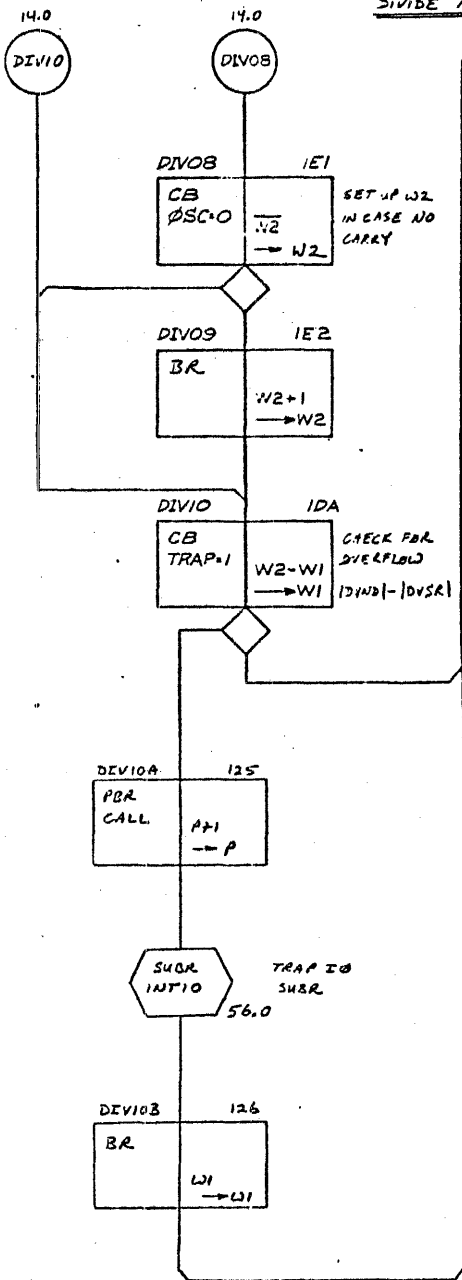 DIVIDE
14.0
14.0
DIV10
DIV08
DIV08 1E1
CB
ØSC=0
W2
→ W2
SET UP W2
IN CASE NO
CARRY
DIV09 1E2
BR
W2+1
→ W2
DIV10 1DA
CB
TRAP=1
W2-W1
→ W1
CHECK FOR
OVERFLOW
|DVND|-|DVSR|
DIV10A 125
PBR
CALL
P+1
→ P
SUBR
INT10
56.0
TRAP IØ
SUBR
DIV10B 126
BR
W1
→ W1